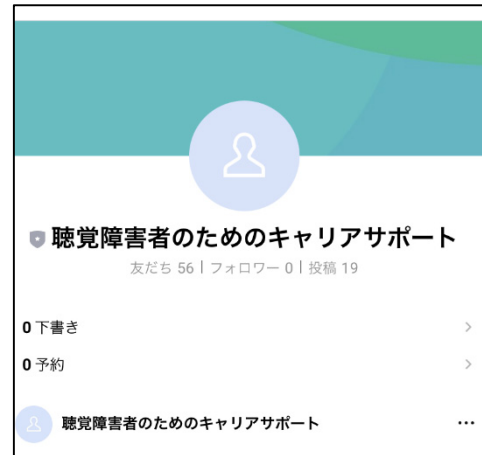 聴覚障害者のためのキャリアサポート
友だち 56 | フォロワー 0 | 投稿 19
0 下書き
0 予約
聴覚障害者のためのキャリアサポート